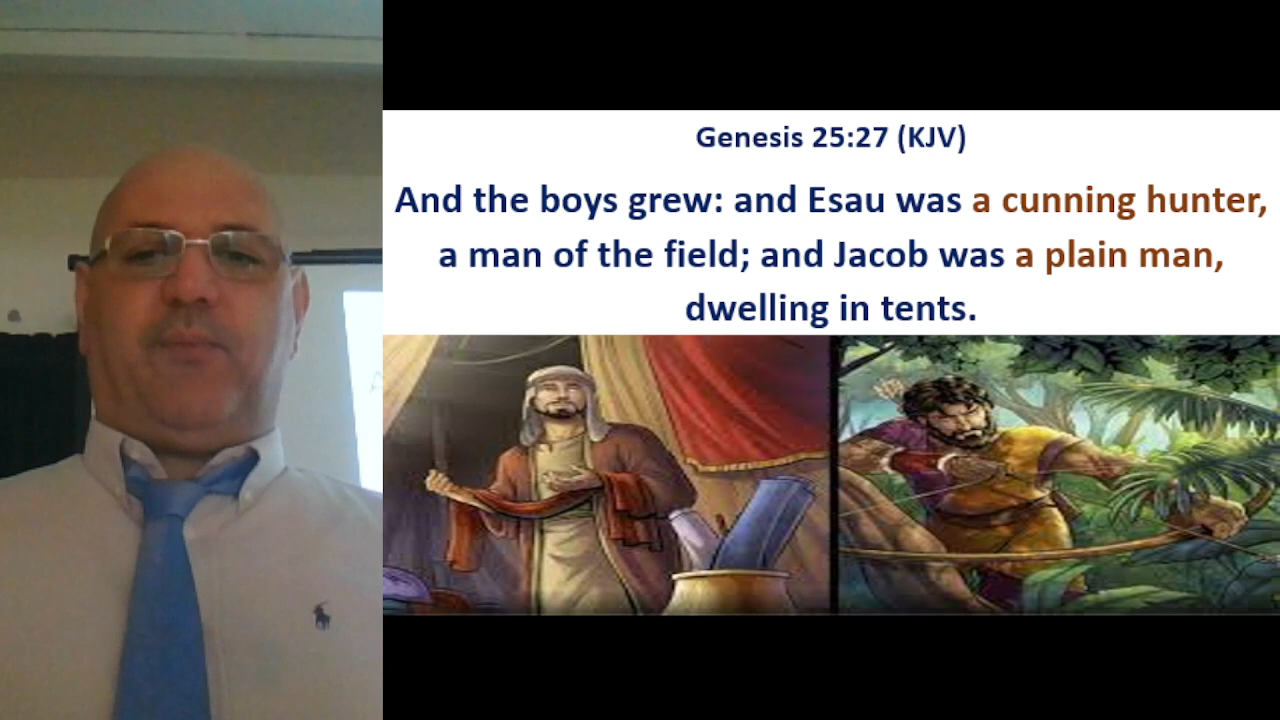 Genesis 25:27 (KJV)
And the boys grew: and Esau was a cunning hunter,
a man of the field; and Jacob was a plain man,
dwelling in tents.